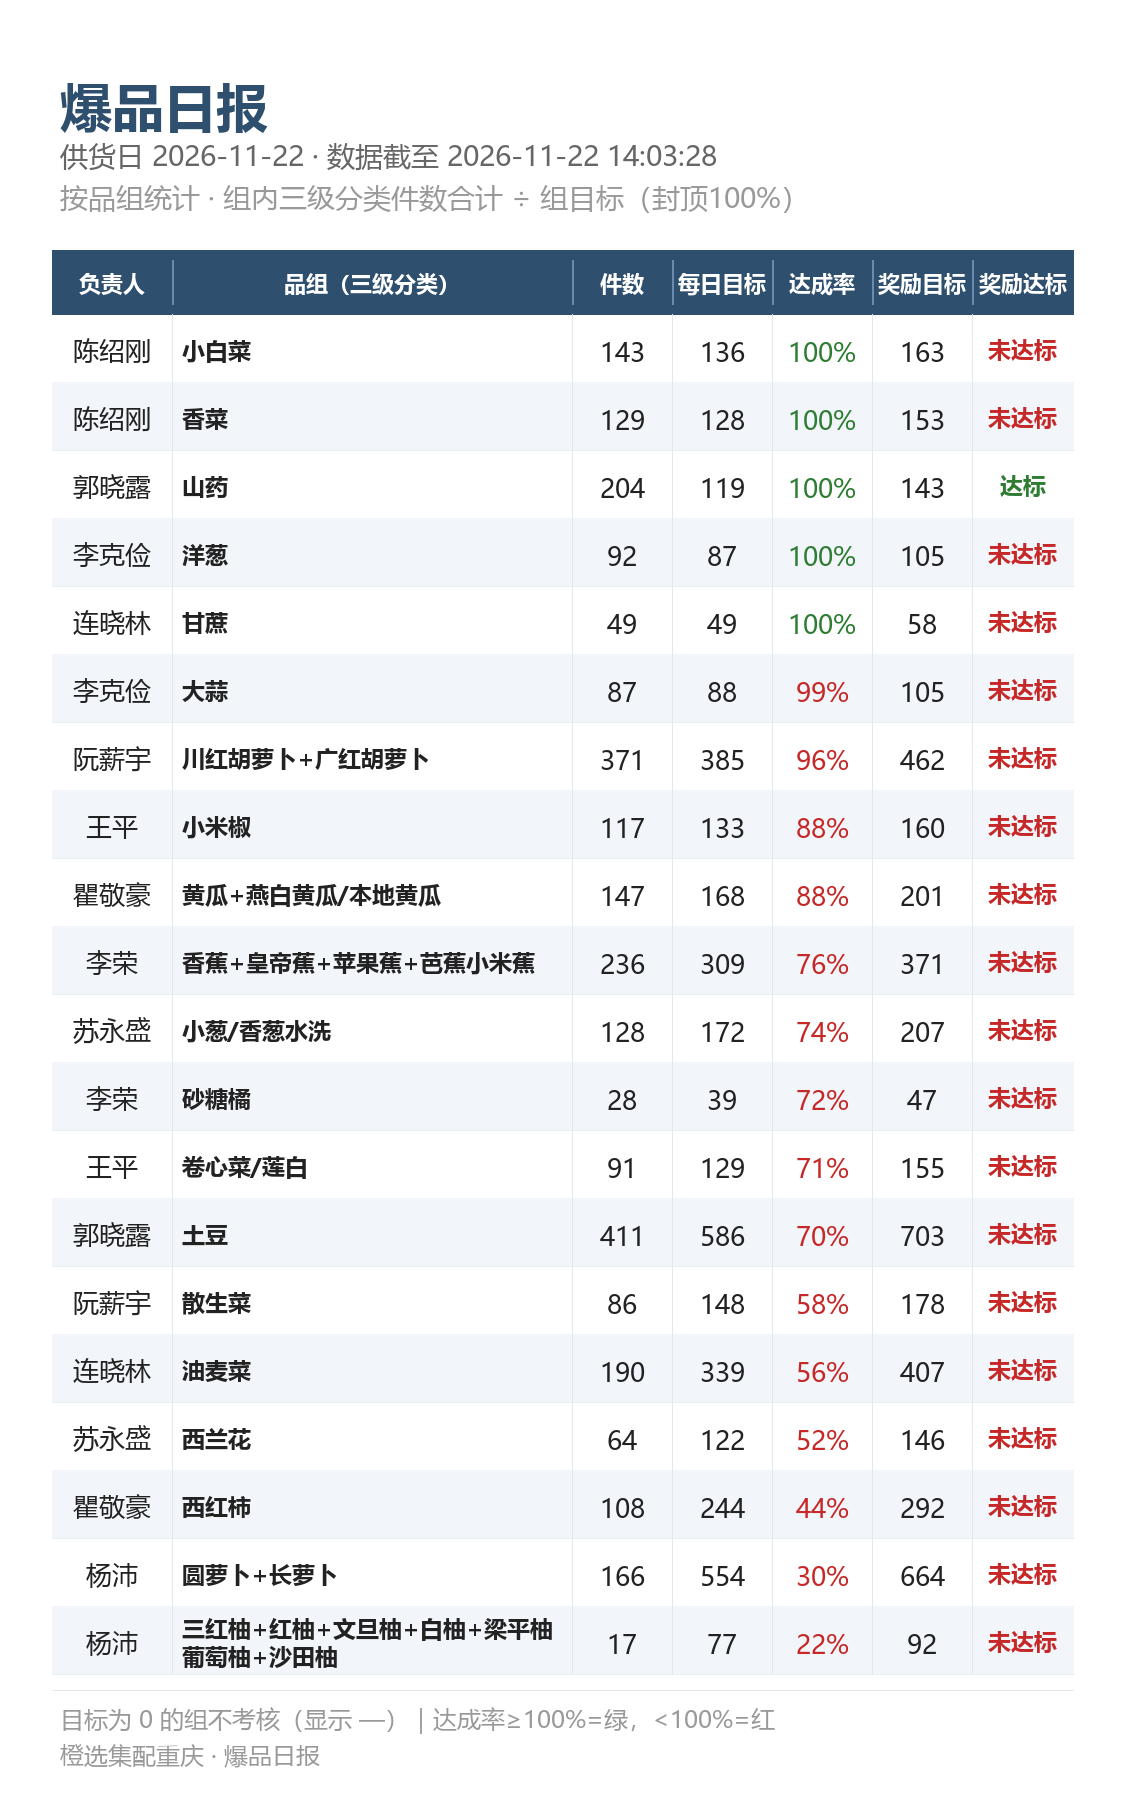 爆品日报
供货日 2026-11-22 · 数据截至 2026-11-22 14:03:28
按品组统计 · 组内三级分类件数合计 ÷ 组目标（封顶100%）
负责人 品组（三级分类） 件数 每日目标 达成率 奖励目标 奖励达标
陈绍刚 小白菜 143 136 100% 163 未达标
陈绍刚 香菜 129 128 100% 153 未达标
郭晓露 山药 204 119 100% 143 达标
李克俭 洋葱 92 87 100% 105 未达标
连晓林 甘蔗 49 49 100% 58 未达标
李克俭 大蒜 87 88 99% 105 未达标
阮薪宇 川红胡萝卜+广红胡萝卜 371 385 96% 462 未达标
王平 小米椒 117 133 88% 160 未达标
瞿敬豪 黄瓜+燕白黄瓜/本地黄瓜 147 168 88% 201 未达标
李荣 香蕉+皇帝蕉+苹果蕉+芭蕉小米蕉 236 309 76% 371 未达标
苏永盛 小葱/香葱水洗 128 172 74% 207 未达标
李荣 砂糖橘 28 39 72% 47 未达标
王平 卷心菜/莲白 91 129 71% 155 未达标
郭晓露 土豆 411 586 70% 703 未达标
阮薪宇 散生菜 86 148 58% 178 未达标
连晓林 油麦菜 190 339 56% 407 未达标
苏永盛 西兰花 64 122 52% 146 未达标
瞿敬豪 西红柿 108 244 44% 292 未达标
杨沛 圆萝卜+长萝卜 166 554 30% 664 未达标
杨沛 三红柚+红柚+文旦柚+白柚+梁平柚 17 77 22% 92 未达标
葡萄柚+沙田柚
目标为 0 的组不考核（显示 —）｜达成率≥100%=绿，<100%=红
橙选集配重庆 · 爆品日报